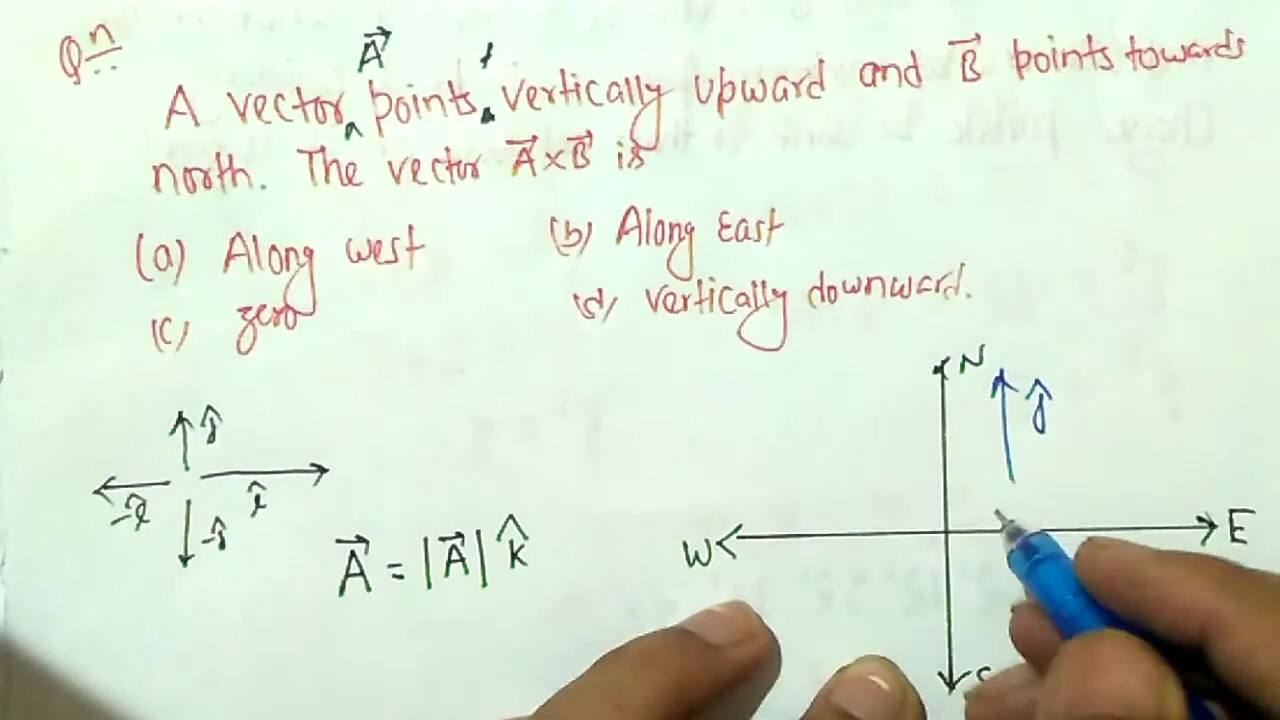 Qn
A vector A⃗ points vertically upward and B⃗ points towards
north. The vector A⃗×B⃗ is
(a) Along west (b) Along East
(c) zero (d) vertically downward.
N
ĵ
ĵ
-î î
-ĵ
A⃗ = |A⃗| k̂
W E